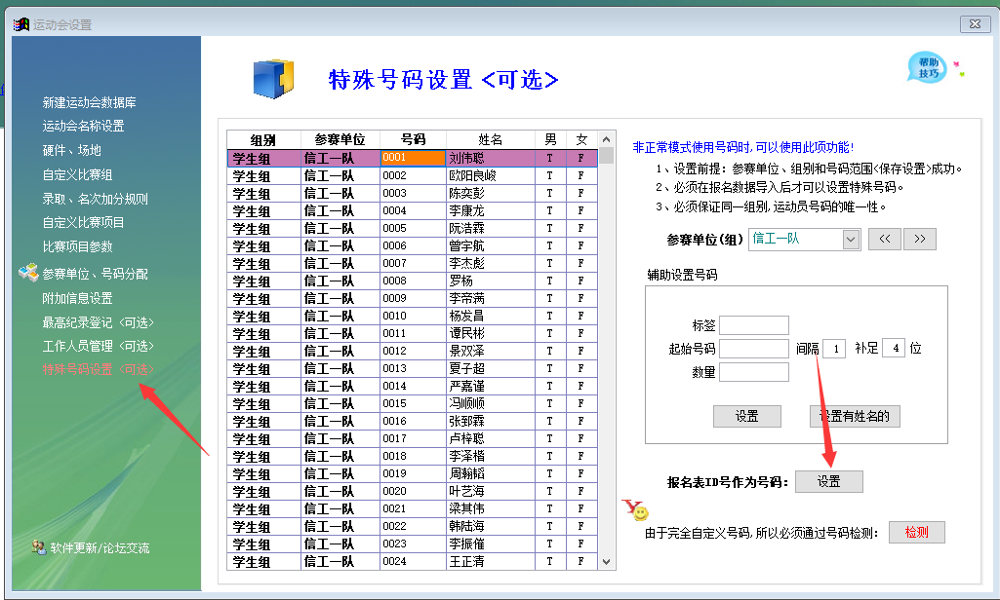 运动会设置
新建运动会数据库
运动会名称设置
硬件、场地
自定义比赛组
录取、名次加分规则
自定义比赛项目
比赛项目参数
参赛单位、号码分配
附加信息设置
最高纪录登记 <可选>
工作人员管理 <可选>
特殊号码设置 <可选>
软件更新/论坛交流
特殊号码设置 <可选>
帮助
技巧
组别 参赛单位 号码 姓名 男 女
学生组 信工一队 0001 刘伟聪 T F
学生组 信工一队 0002 欧阳良峻 T F
学生组 信工一队 0003 陈奕彭 T F
学生组 信工一队 0004 李康龙 T F
学生组 信工一队 0005 阮浩霖 T F
学生组 信工一队 0006 曾宇航 T F
学生组 信工一队 0007 李杰彪 T F
学生组 信工一队 0008 罗杨 T F
学生组 信工一队 0009 李帝满 T F
学生组 信工一队 0010 杨发昌 T F
学生组 信工一队 0011 谭民彬 T F
学生组 信工一队 0012 景双泽 T F
学生组 信工一队 0013 夏子超 T F
学生组 信工一队 0014 严嘉谨 T F
学生组 信工一队 0015 冯顺顺 T F
学生组 信工一队 0016 张郅霖 T F
学生组 信工一队 0017 卢梓聪 T F
学生组 信工一队 0018 李泽楷 T F
学生组 信工一队 0019 周翰韬 T F
学生组 信工一队 0020 叶艺海 T F
学生组 信工一队 0021 梁其伟 T F
学生组 信工一队 0022 韩陆海 T F
学生组 信工一队 0023 李振催 T F
学生组 信工一队 0024 王正清 T F
非正常模式使用号码时,可以使用此项功能!
1、设置前提：参赛单位、组别和号码范围<保存设置>成功。
2、必须在报名数据导入后才可以设置特殊号码。
3、必须保证同一组别,运动员号码的唯一性。
参赛单位(组) 信工一队 << >>
辅助设置号码
标签
起始号码 间隔 1 补足 4 位
数量
设置 设置有姓名的
报名表ID号作为号码: 设置
由于完全自定义号码,所以必须通过号码检测: 检测